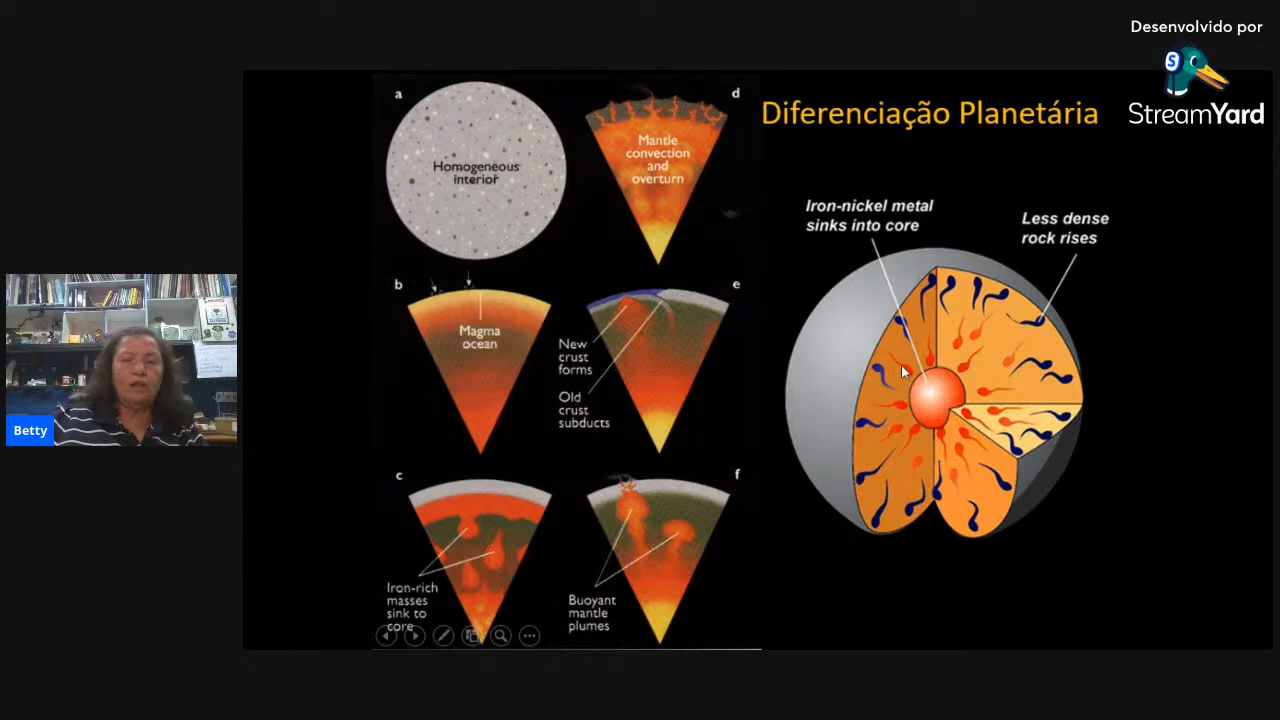 Desenvolvido por
S
StreamYard
Diferenciação Planetária
a
Homogeneous
interior
d
Mantle
convection
and
overturn
b
Magma
ocean
e
New
crust
forms
Old
crust
subducts
c
Iron-rich
masses
sink to
core
f
Buoyant
mantle
plumes
Iron-nickel metal
sinks into core
Less dense
rock rises
Betty